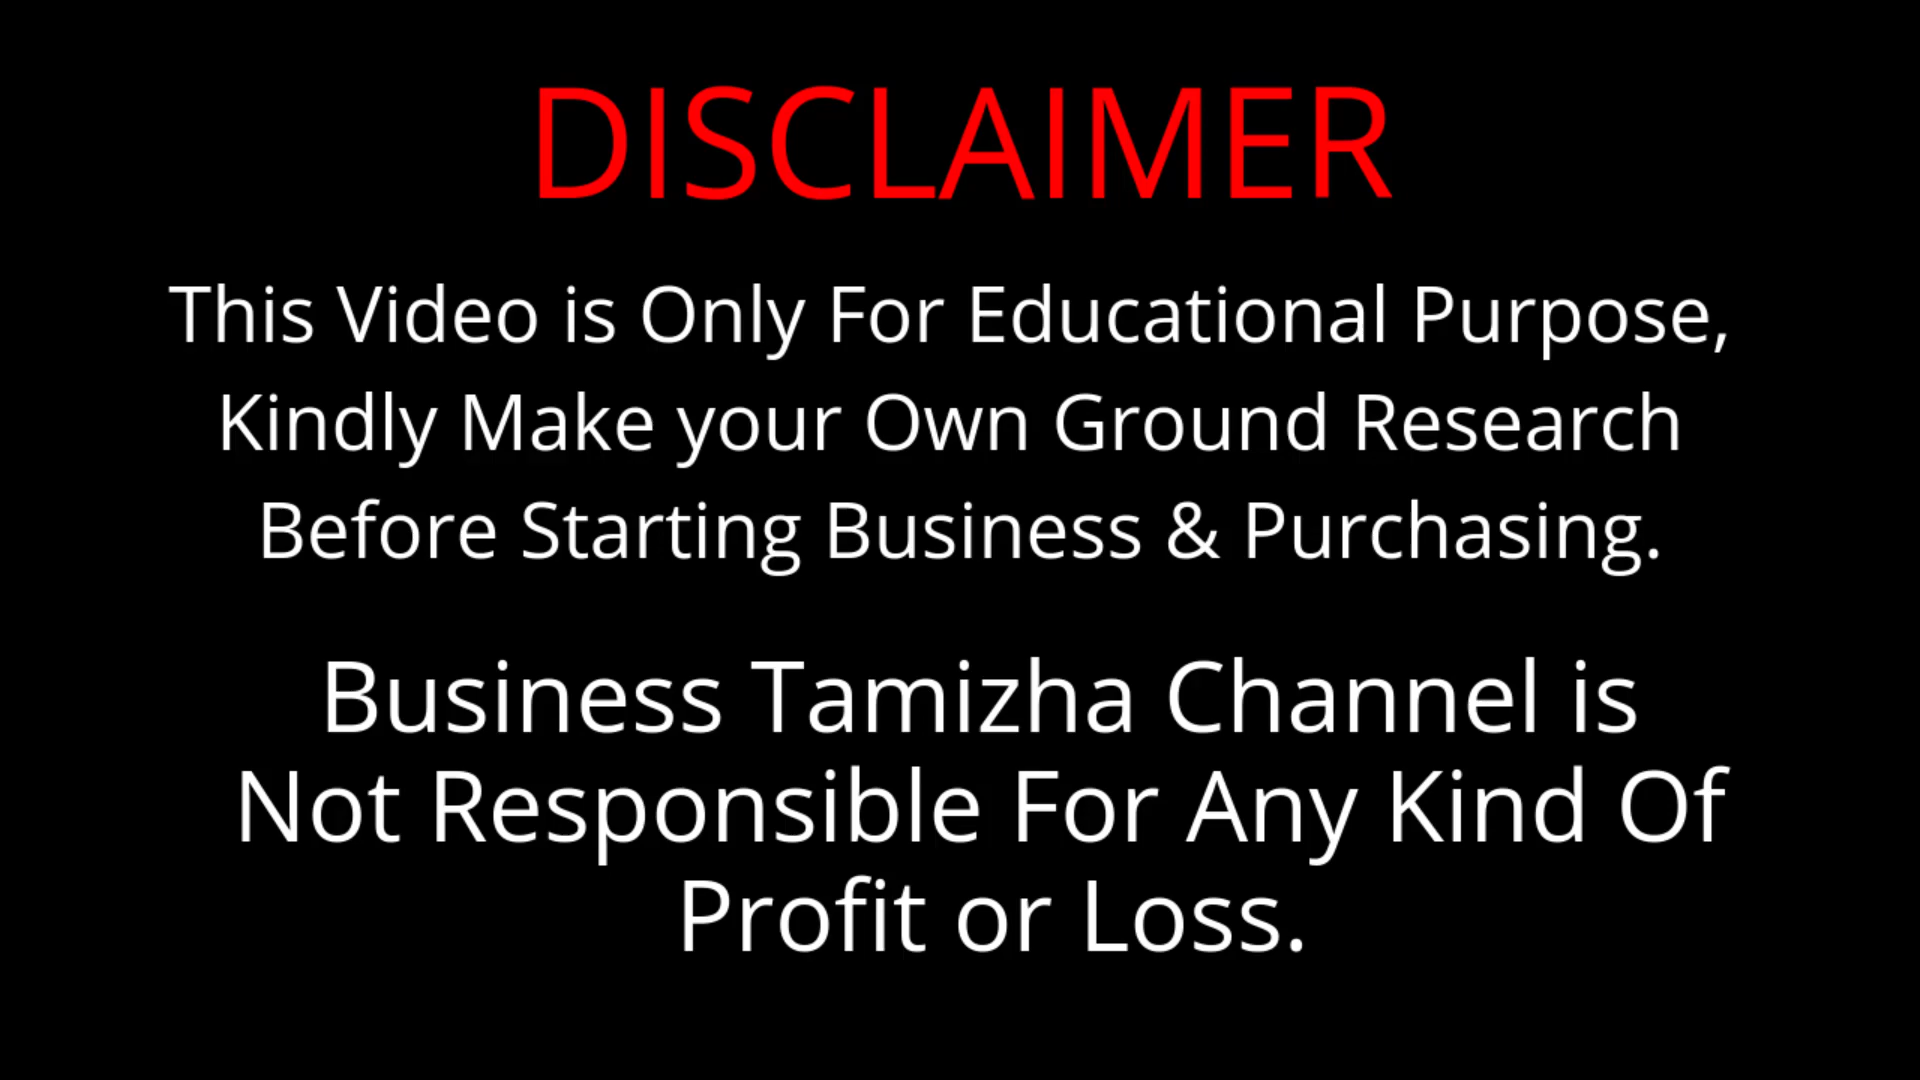 DISCLAIMER
This Video is Only For Educational Purpose,
Kindly Make your Own Ground Research
Before Starting Business & Purchasing.
Business Tamizha Channel is
Not Responsible For Any Kind Of
Profit or Loss.